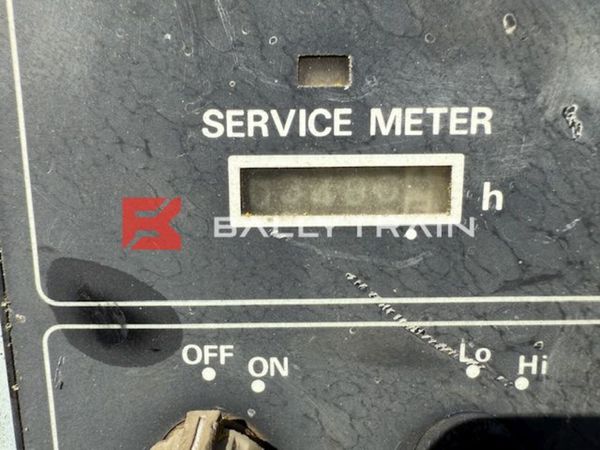 SERVICE METER
h
BALLYTRAIN
OFF ON
Lo Hi